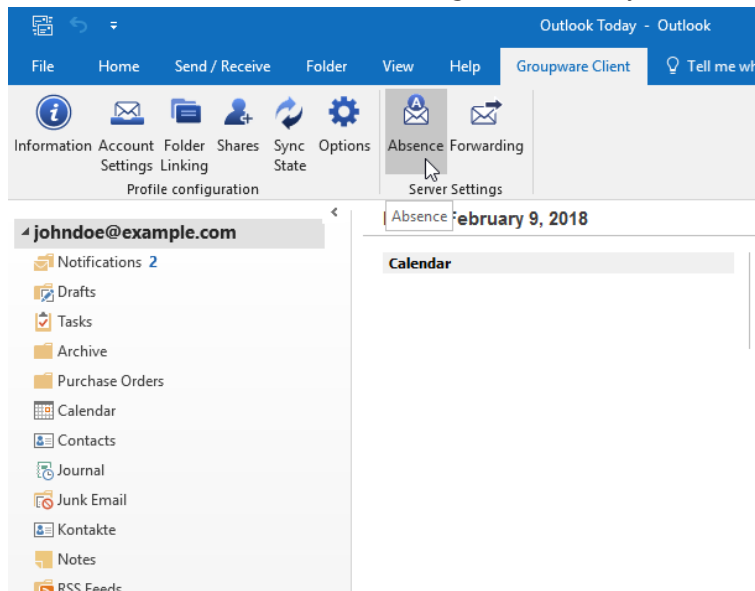 Outlook Today - Outlook
File Home Send / Receive Folder View Help Groupware Client Tell me wh
Information Account Settings Folder Linking Shares Sync State Options Absence Forwarding
Profile configuration Server Settings
Absence
February 9, 2018
johndoe@example.com
Calendar
Notifications 2
Drafts
Tasks
Archive
Purchase Orders
Calendar
Contacts
Journal
Junk Email
Kontakte
Notes
RSS Feeds